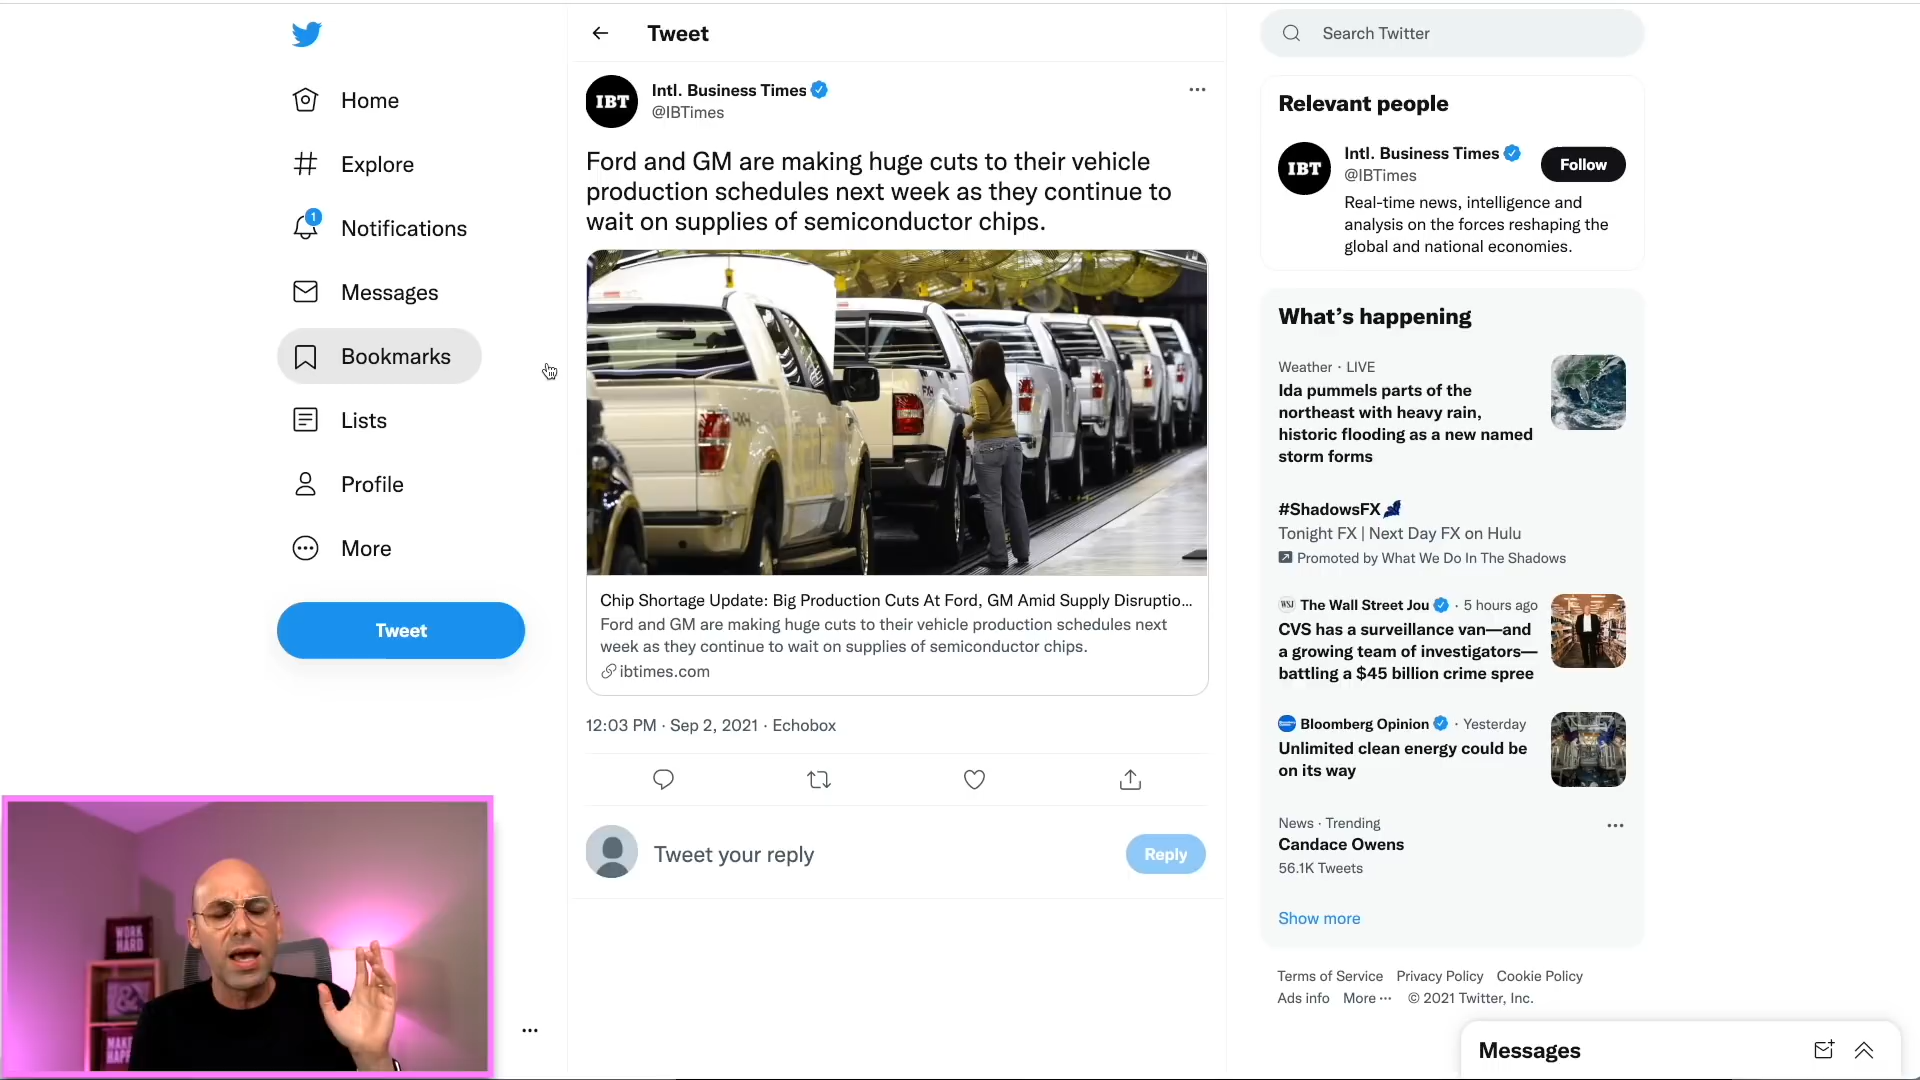 Home
Explore
1
Notifications
Messages
Bookmarks
Lists
Profile
More
Tweet
Tweet
IBT
Intl. Business Times
@IBTimes
Ford and GM are making huge cuts to their vehicle
production schedules next week as they continue to
wait on supplies of semiconductor chips.
Chip Shortage Update: Big Production Cuts At Ford, GM Amid Supply Disruptio...
Ford and GM are making huge cuts to their vehicle production schedules next
week as they continue to wait on supplies of semiconductor chips.
ibtimes.com
12:03 PM · Sep 2, 2021 · Echobox
Tweet your reply
Reply
Search Twitter
Relevant people
IBT
Intl. Business Times
@IBTimes
Follow
Real-time news, intelligence and
analysis on the forces reshaping the
global and national economies.
What's happening
Weather · LIVE
Ida pummels parts of the
northeast with heavy rain,
historic flooding as a new named
storm forms
#ShadowsFX
Tonight FX | Next Day FX on Hulu
Promoted by What We Do In The Shadows
WSJ The Wall Street Jou · 5 hours ago
CVS has a surveillance van—and
a growing team of investigators—
battling a $45 billion crime spree
Bloomberg Opinion · Yesterday
Unlimited clean energy could be
on its way
News · Trending
Candace Owens
56.1K Tweets
Show more
Terms of Service Privacy Policy Cookie Policy
Ads info More ··· © 2021 Twitter, Inc.
Messages
WORK
HARD
&